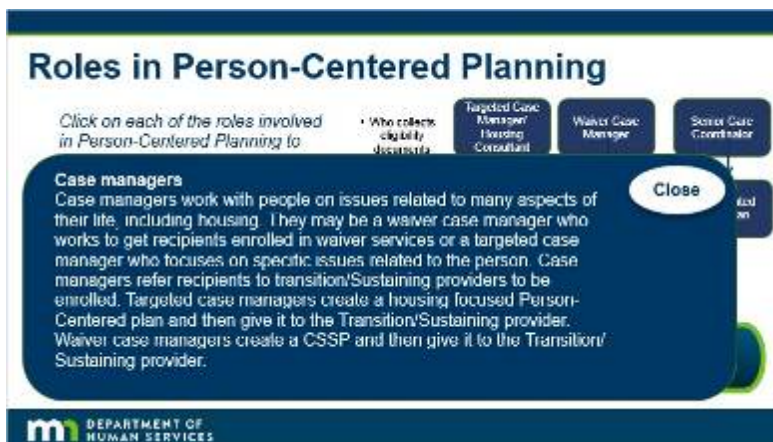 Roles in Person-Centered Planning
Click on each of the roles involved
in Person-Centered Planning to
• Who collects
eligibility
documents
Targeted Case
Manager/
Housing
Consultant
Waiver Case
Manager
Senior Care
Coordinator
Case managers
Case managers work with people on issues related to many aspects of
their life, including housing. They may be a waiver case manager who
works to get recipients enrolled in waiver services or a targeted case
manager who focuses on specific issues related to the person. Case
managers refer recipients to transition/Sustaining providers to be
enrolled. Targeted case managers create a housing focused Person-
Centered plan and then give it to the Transition/Sustaining provider.
Waiver case managers create a CSSP and then give it to the Transition/
Sustaining provider.
Close
DEPARTMENT OF
HUMAN SERVICES